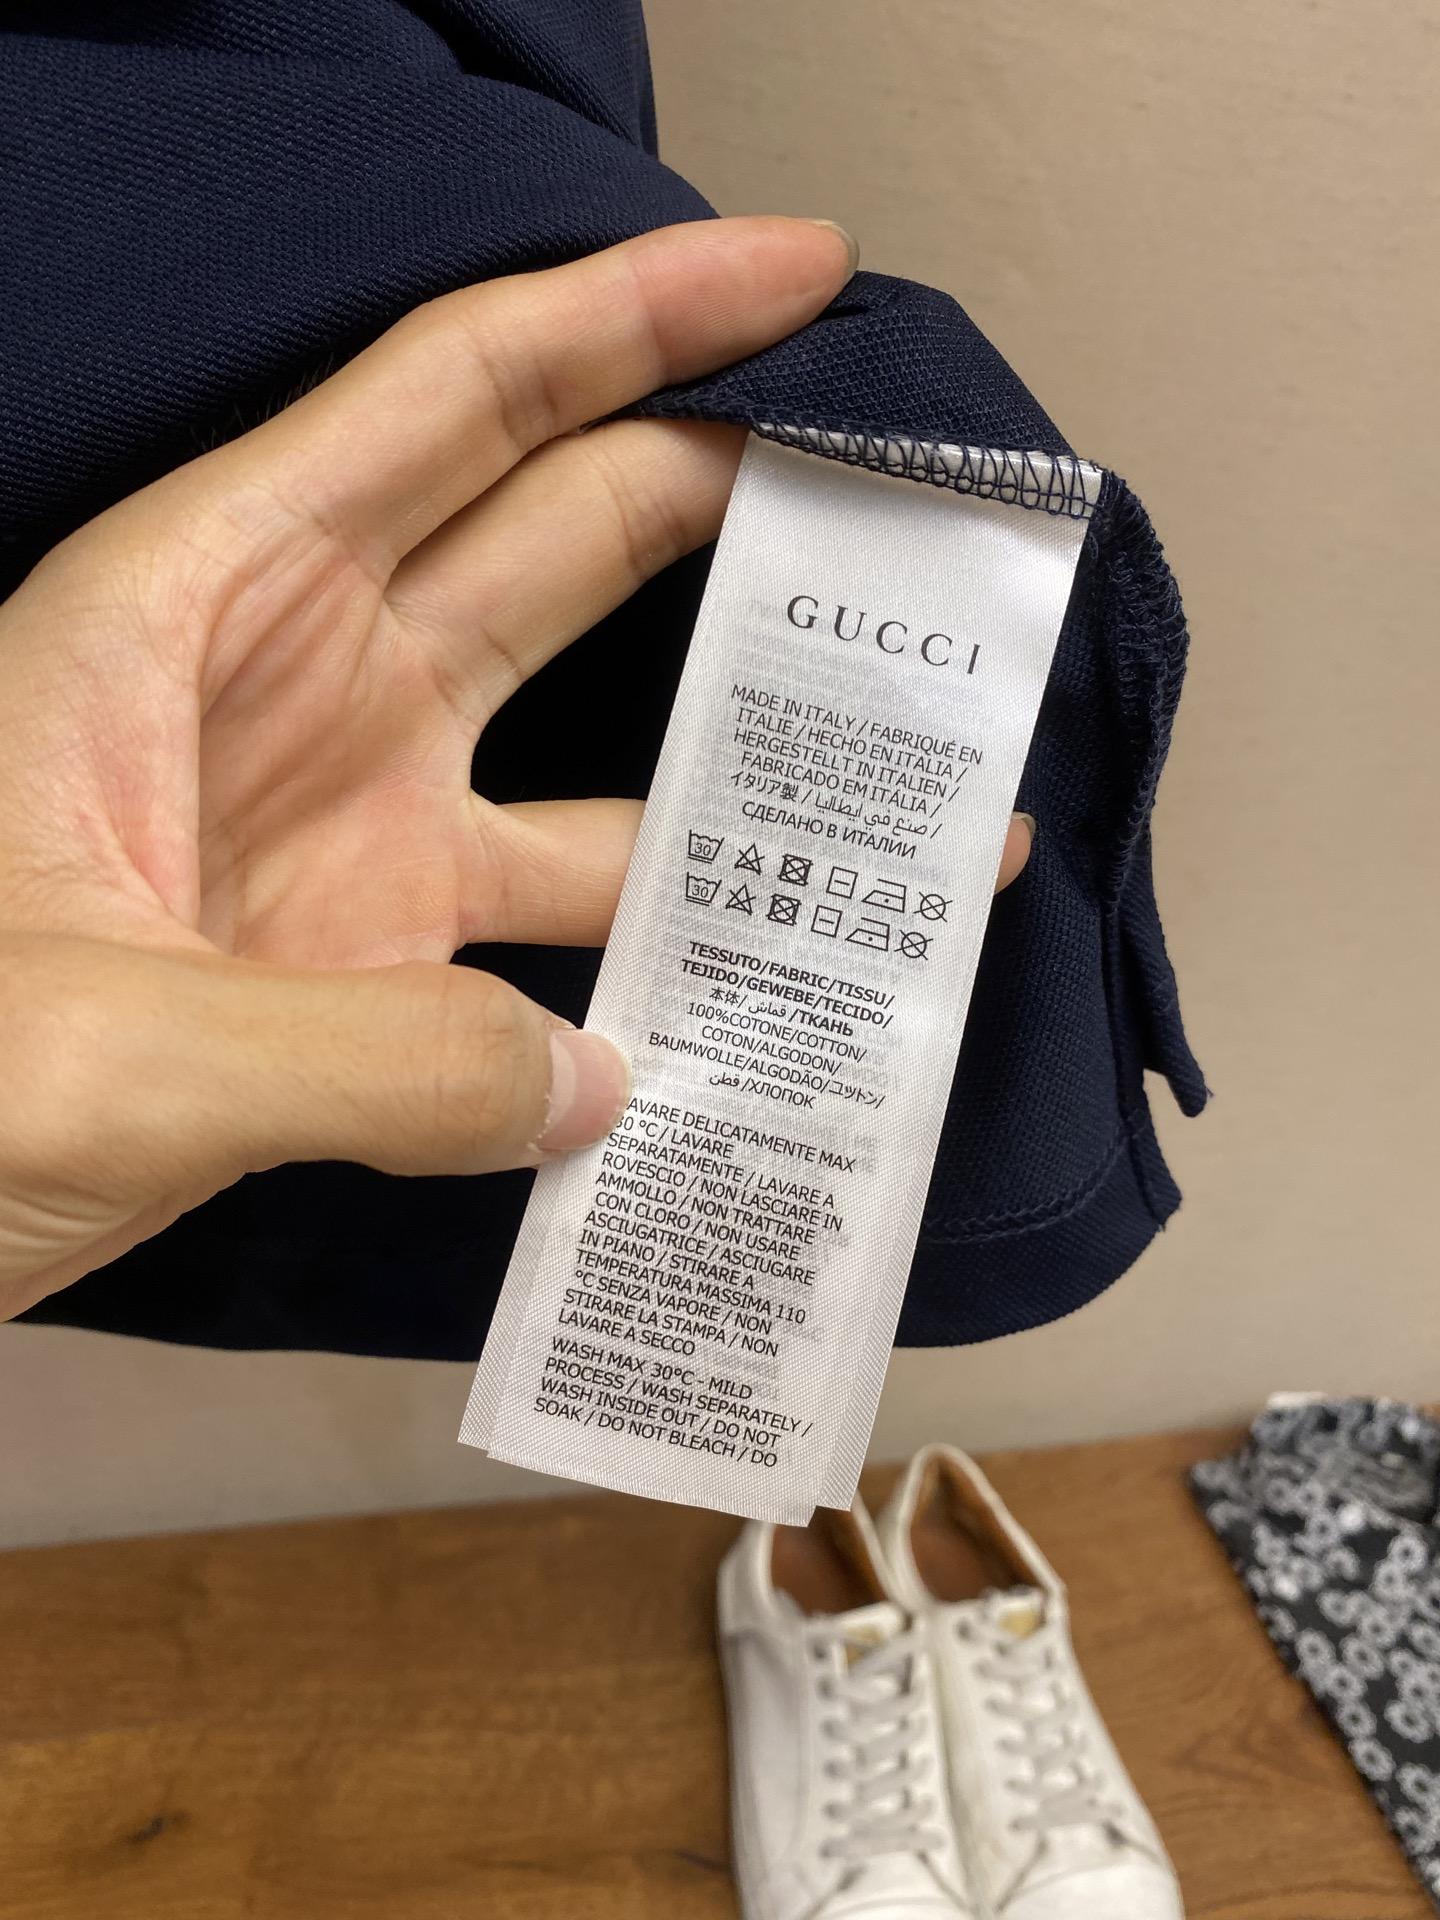 GUCCI
MADE IN ITALY / FABRIQUÉ EN
ITALIE / HECHO EN ITALIA /
HERGESTELLT IN ITALIEN /
FABRICADO EM ITÁLIA /
イタリア製 / صنع في إيطاليا /
СДЕЛАНО В ИТАЛИИ
30
30
TESSUTO/FABRIC/TISSU/
TEJIDO/GEWEBE/TECIDO/
本体/ قماش /ТКАНЬ
100%COTONE/COTTON/
COTON/ALGODON/
BAUMWOLLE/ALGODÃO/コットン/
قطن /ХЛОПОК
AVARE DELICATAMENTE MAX
30 °C / LAVARE
SEPARATAMENTE / LAVARE A
ROVESCIO / NON LASCIARE IN
AMMOLLO / NON TRATTARE
CON CLORO / NON USARE
ASCIUGATRICE / ASCIUGARE
IN PIANO / STIRARE A
TEMPERATURA MASSIMA 110
°C SENZA VAPORE / NON
STIRARE LA STAMPA / NON
LAVARE A SECCO
WASH MAX 30°C - MILD
PROCESS / WASH SEPARATELY /
WASH INSIDE OUT / DO NOT
SOAK / DO NOT BLEACH / DO